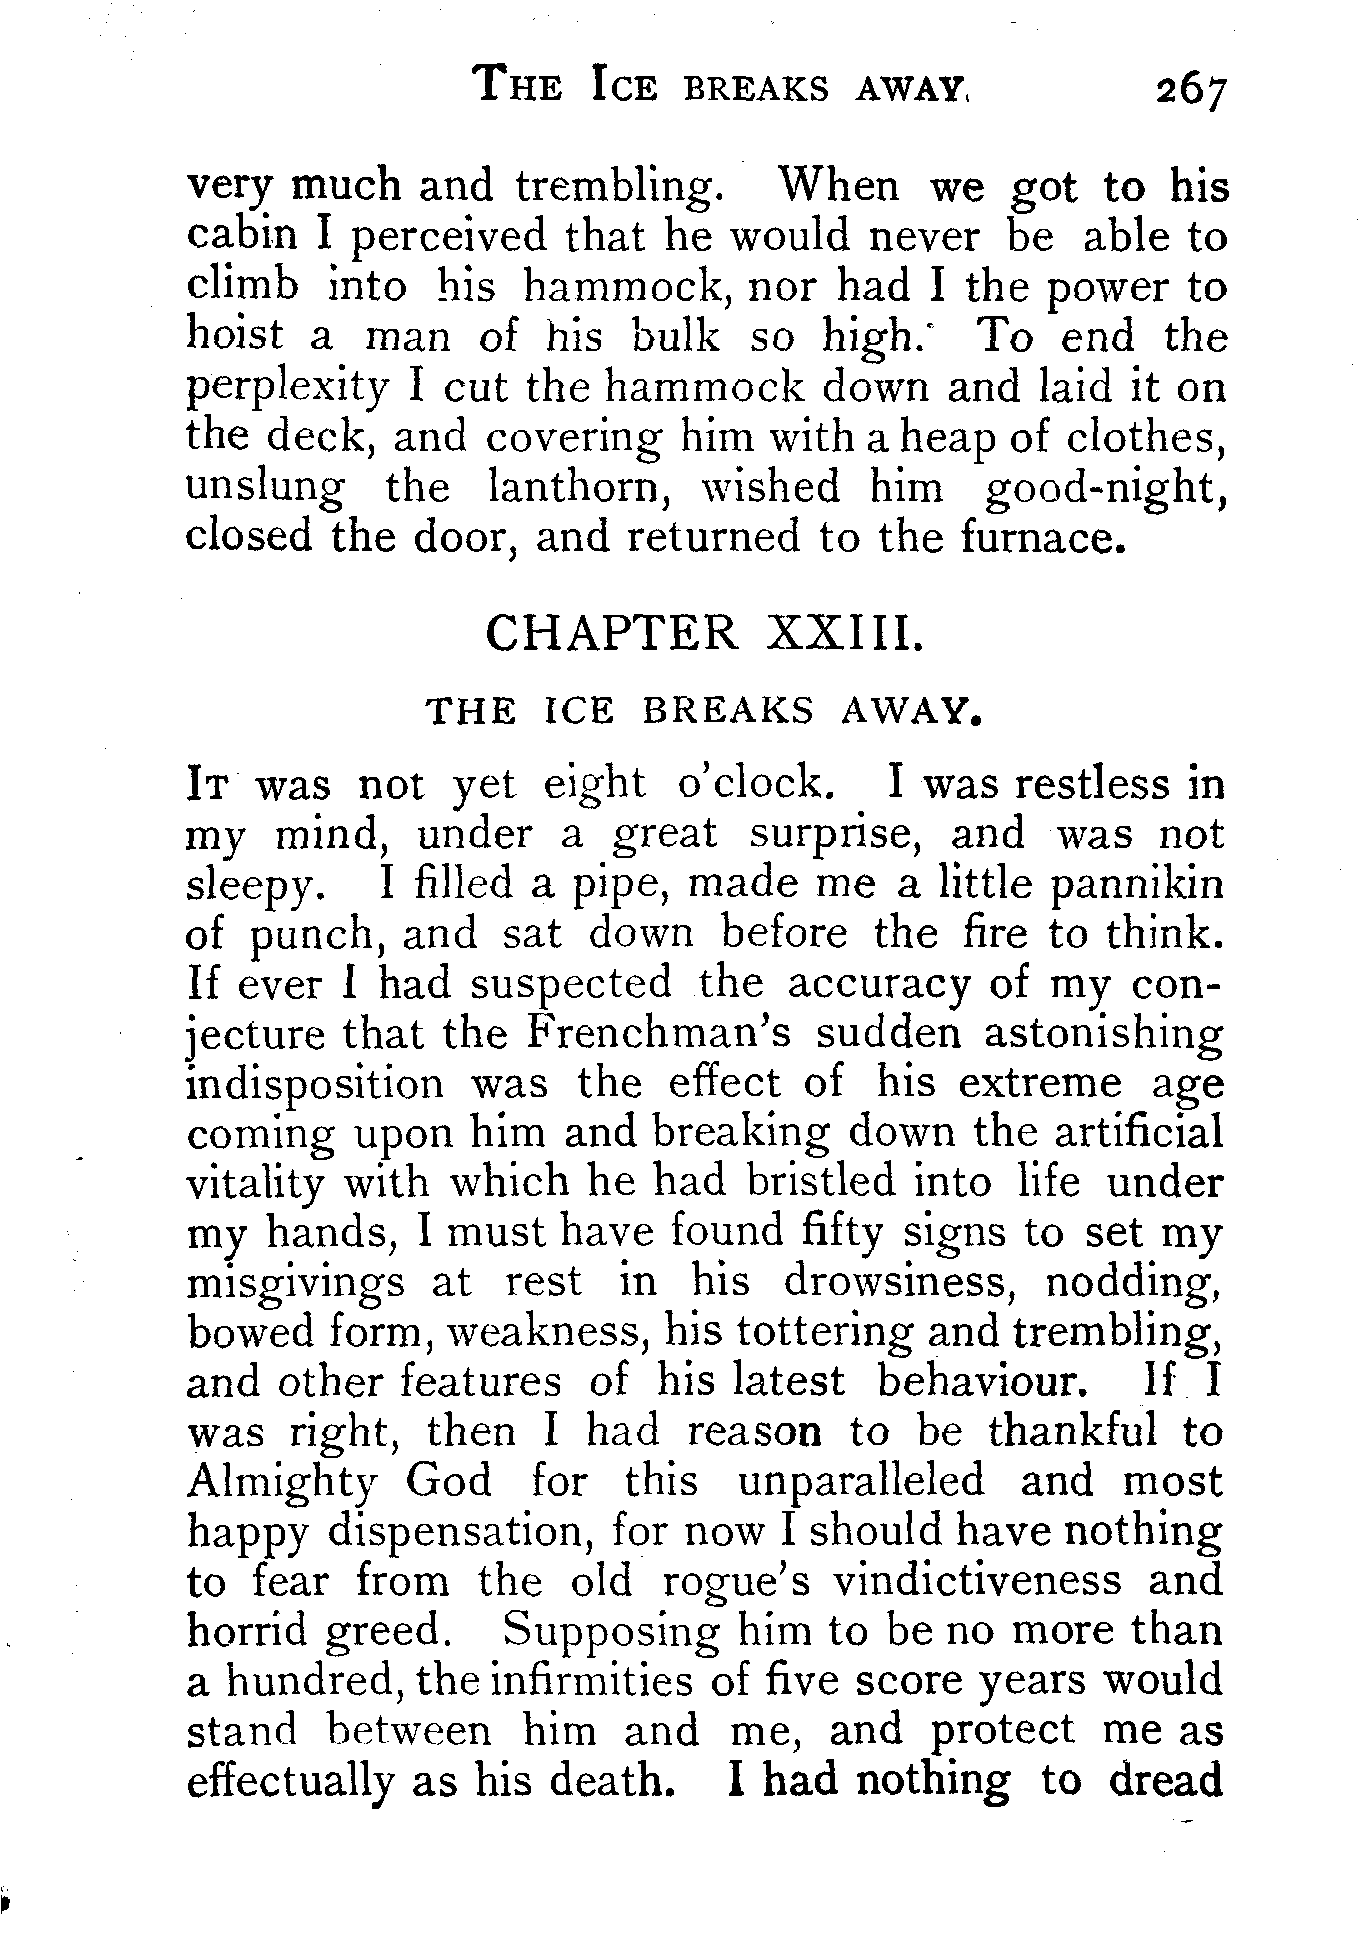 THE ICE BREAKS AWAY. 267
very much and trembling. When we got to his
cabin I perceived that he would never be able to
climb into his hammock, nor had I the power to
hoist a man of his bulk so high. To end the
perplexity I cut the hammock down and laid it on
the deck, and covering him with a heap of clothes,
unslung the lanthorn, wished him good-night,
closed the door, and returned to the furnace.
CHAPTER XXIII.
THE ICE BREAKS AWAY.
IT was not yet eight o'clock. I was restless in
my mind, under a great surprise, and was not
sleepy. I filled a pipe, made me a little pannikin
of punch, and sat down before the fire to think.
If ever I had suspected the accuracy of my con-
jecture that the Frenchman's sudden astonishing
indisposition was the effect of his extreme age
coming upon him and breaking down the artificial
vitality with which he had bristled into life under
my hands, I must have found fifty signs to set my
misgivings at rest in his drowsiness, nodding,
bowed form, weakness, his tottering and trembling,
and other features of his latest behaviour. If I
was right, then I had reason to be thankful to
Almighty God for this unparalleled and most
happy dispensation, for now I should have nothing
to fear from the old rogue's vindictiveness and
horrid greed. Supposing him to be no more than
a hundred, the infirmities of five score years would
stand between him and me, and protect me as
effectually as his death. I had nothing to dread